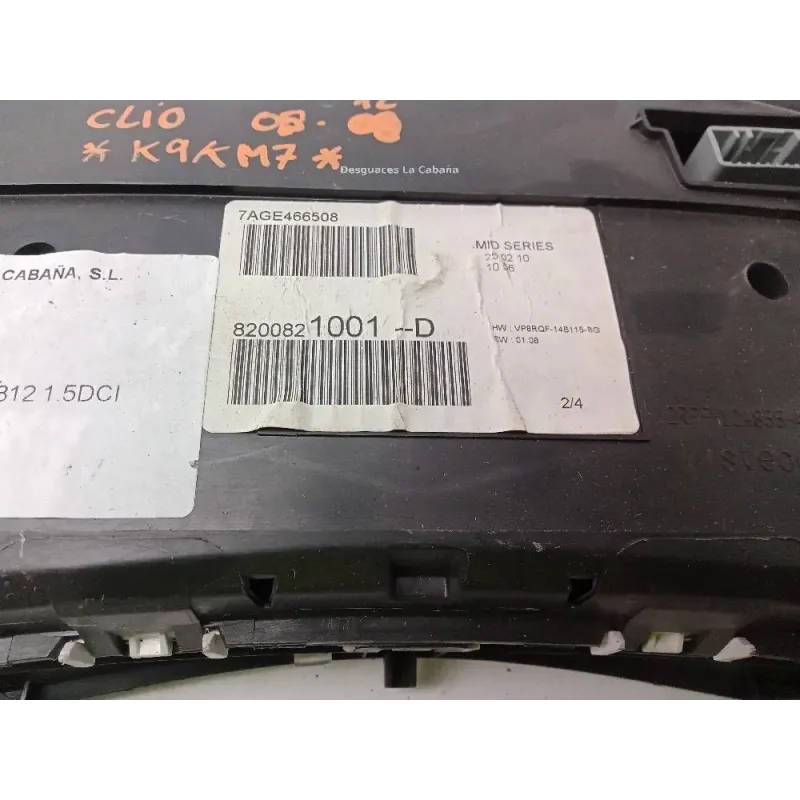 CLIO 08-
*K9KM7*
Desguaces La Cabaña
7AGE466508
MID SERIES
CABAÑA, S.L.
8200821001--D
HW : VP8RQF-14B115-BG
SW : 01.08
312 1.5DCI
2/4